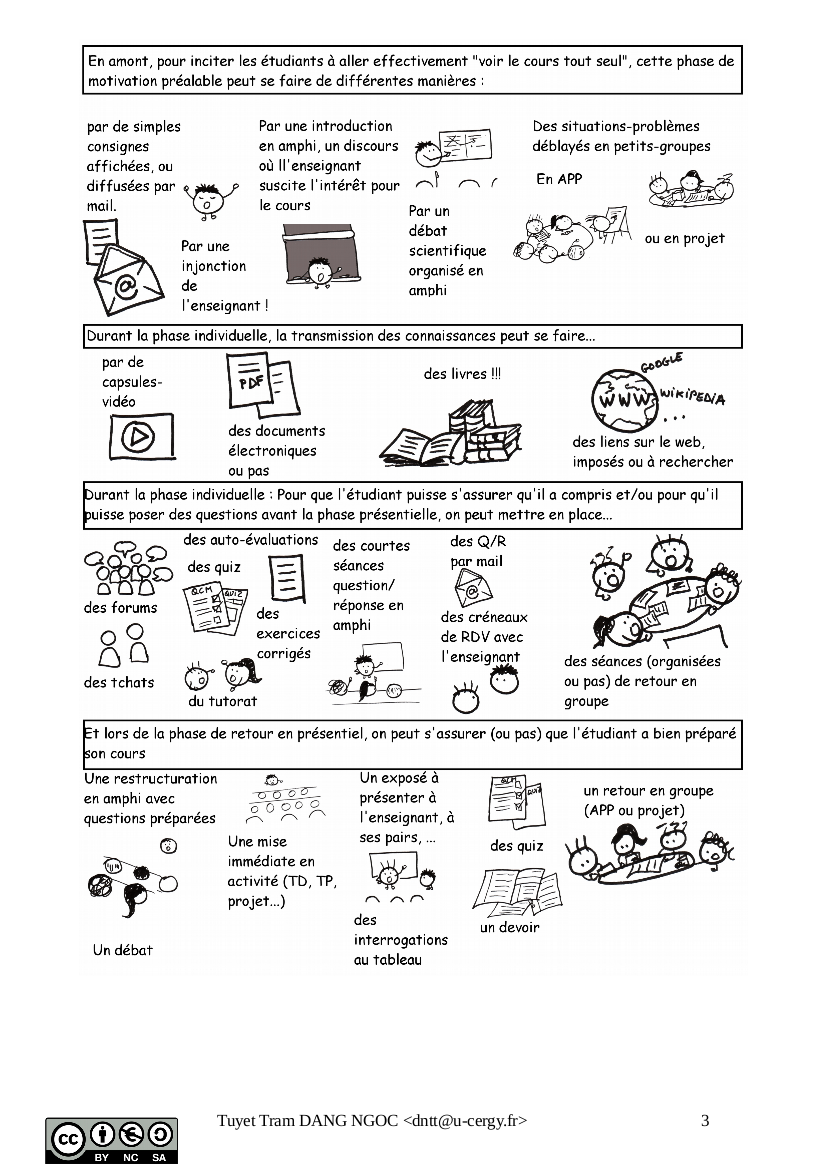 En amont, pour inciter les étudiants à aller effectivement "voir le cours tout seul", cette phase de
motivation préalable peut se faire de différentes manières :
par de simples
consignes
affichées, ou
diffusées par
mail.
@
Par une
injonction
de
l'enseignant !
Par une introduction
en amphi, un discours
où ll'enseignant
suscite l'intérêt pour
le cours
Par un
débat
scientifique
organisé en
amphi
Des situations-problèmes
déblayés en petits-groupes
En APP
ou en projet
Durant la phase individuelle, la transmission des connaissances peut se faire...
par de
capsules-
vidéo
PDF
des documents
électroniques
ou pas
des livres !!!
GOOGLE
WWW
WIKIPEDIA
...
des liens sur le web,
imposés ou à rechercher
Durant la phase individuelle : Pour que l'étudiant puisse s'assurer qu'il a compris et/ou pour qu'il
puisse poser des questions avant la phase présentielle, on peut mettre en place...
des forums
des tchats
des auto-évaluations
des quiz
QCM
QUIZ
des
exercices
corrigés
du tutorat
des courtes
séances
question/
réponse en
amphi
des Q/R
par mail
@
des créneaux
de RDV avec
l'enseignant
des séances (organisées
ou pas) de retour en
groupe
Et lors de la phase de retour en présentiel, on peut s'assurer (ou pas) que l'étudiant a bien préparé
son cours
Une restructuration
en amphi avec
questions préparées
Un débat
Une mise
immédiate en
activité (TD, TP,
projet...)
Un exposé à
présenter à
l'enseignant, à
ses pairs, ...
des
interrogations
au tableau
QCM
QUIZ
des quiz
un devoir
un retour en groupe
(APP ou projet)
Tuyet Tram DANG NGOC <dntt@u-cergy.fr>
3
cc
BY NC SA